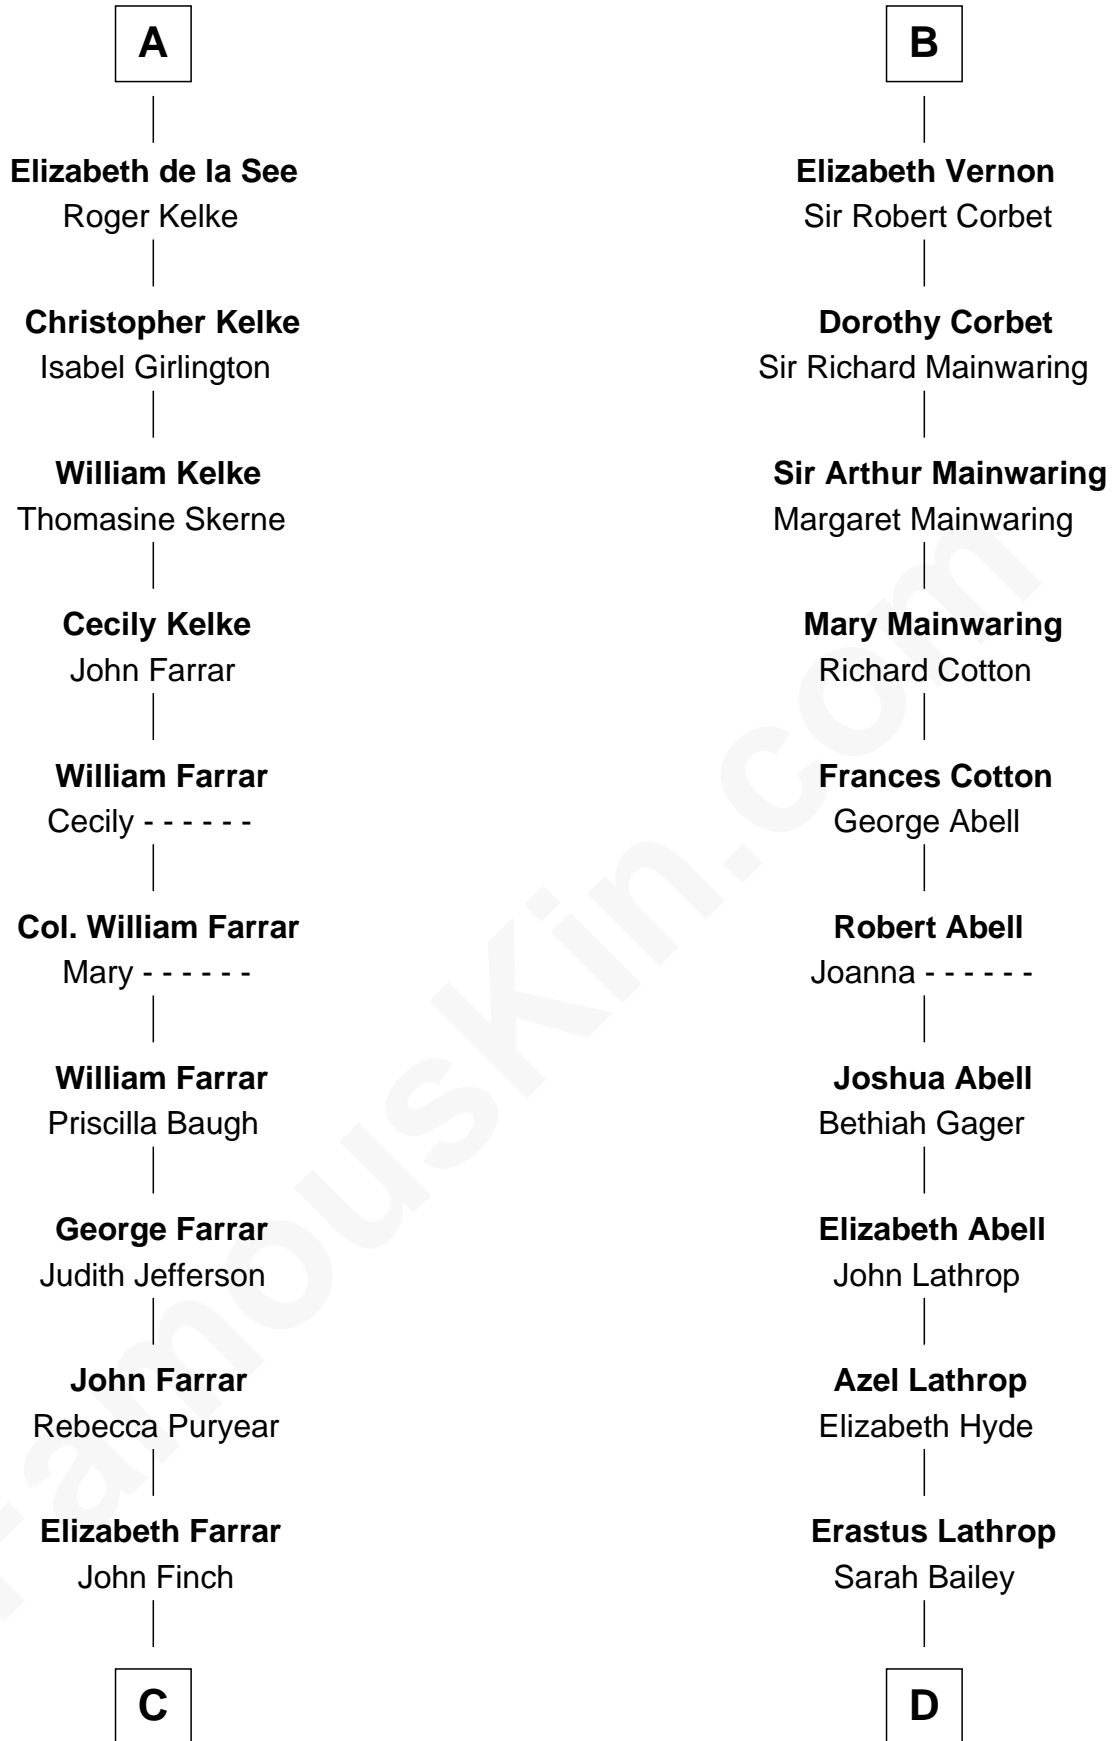 A
Elizabeth de la See
Roger Kelke
Christopher Kelke
Isabel Girlington
William Kelke
Thomasine Skerne
Cecily Kelke
John Farrar
William Farrar
Cecily - - - - - -
Col. William Farrar
Mary - - - - - -
William Farrar
Priscilla Baugh
George Farrar
Judith Jefferson
John Farrar
Rebecca Puryear
Elizabeth Farrar
John Finch
C
B
Elizabeth Vernon
Sir Robert Corbet
Dorothy Corbet
Sir Richard Mainwaring
Sir Arthur Mainwaring
Margaret Mainwaring
Mary Mainwaring
Richard Cotton
Frances Cotton
George Abell
Robert Abell
Joanna - - - - - -
Joshua Abell
Bethiah Gager
Elizabeth Abell
John Lathrop
Azel Lathrop
Elizabeth Hyde
Erastus Lathrop
Sarah Bailey
D
FamousKin.com